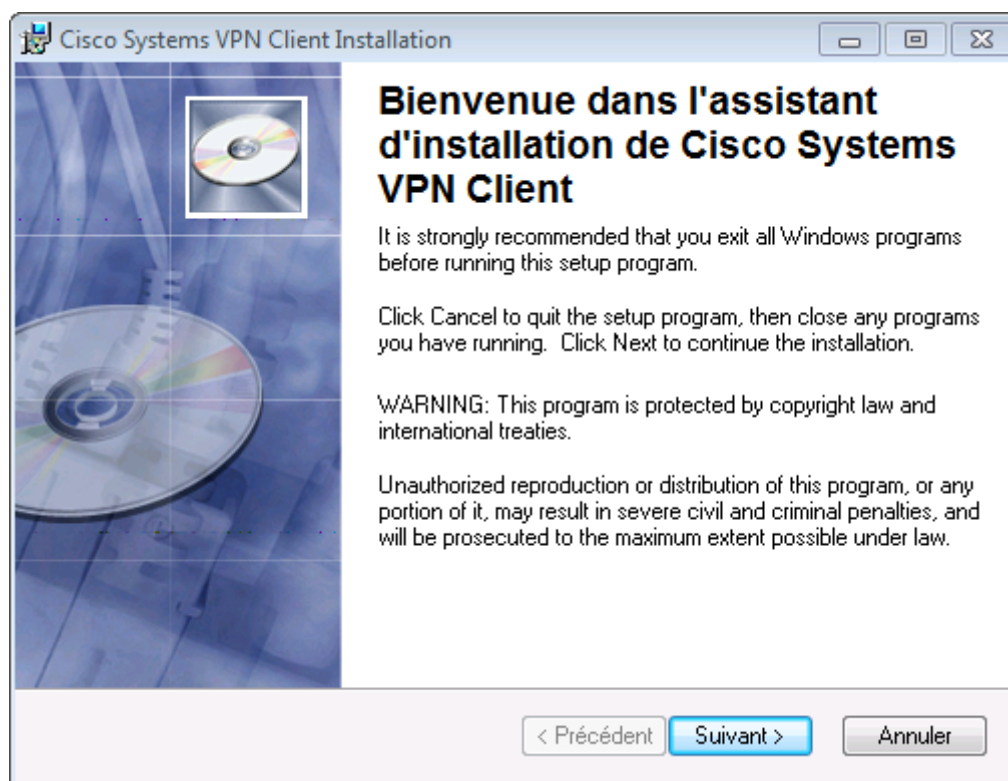 Cisco Systems VPN Client Installation
Bienvenue dans l'assistant
d'installation de Cisco Systems
VPN Client
It is strongly recommended that you exit all Windows programs
before running this setup program.
Click Cancel to quit the setup program, then close any programs
you have running.  Click Next to continue the installation.
WARNING: This program is protected by copyright law and
international treaties.
Unauthorized reproduction or distribution of this program, or any
portion of it, may result in severe civil and criminal penalties, and
will be prosecuted to the maximum extent possible under law.
< Précédent Suivant > Annuler